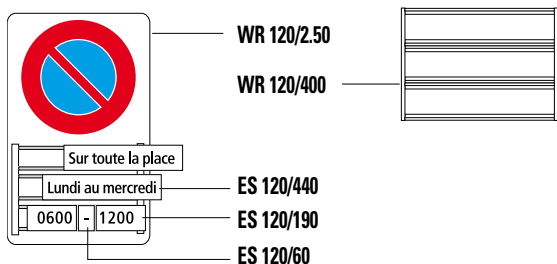 WR 120/2.50
WR 120/400
Sur toute la place
Lundi au mercredi
ES 120/440
0600 - 1200
ES 120/190
ES 120/60